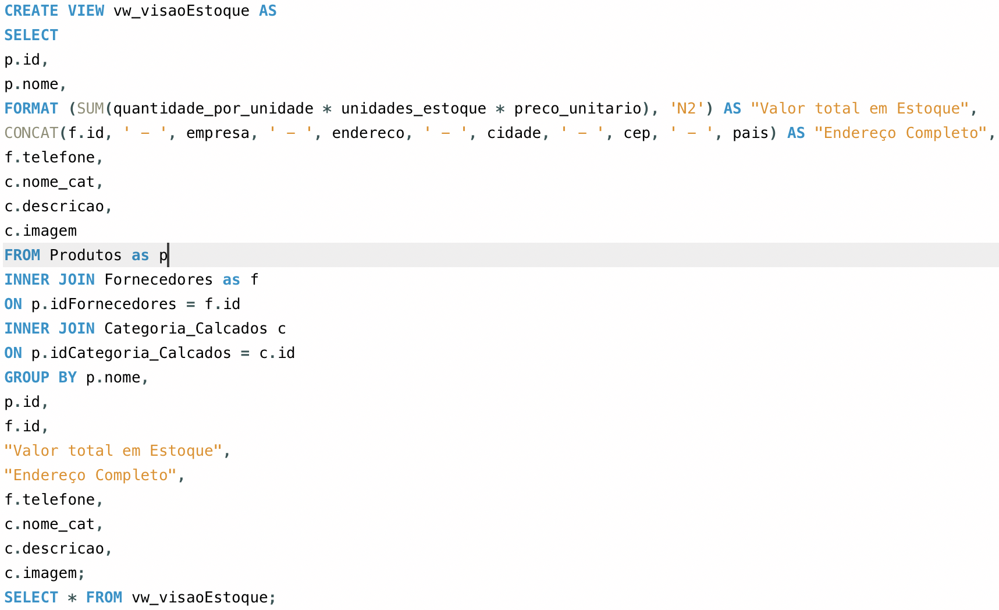 CREATE VIEW vw_visaoEstoque AS
SELECT
p.id,
p.nome,
FORMAT (SUM(quantidade_por_unidade * unidades_estoque * preco_unitario), 'N2') AS "Valor total em Estoque",
CONCAT(f.id, ' - ', empresa, ' - ', endereco, ' - ', cidade, ' - ', cep, ' - ', pais) AS "Endereço Completo",
f.telefone,
c.nome_cat,
c.descricao,
c.imagem
FROM Produtos as p
INNER JOIN Fornecedores as f
ON p.idFornecedores = f.id
INNER JOIN Categoria_Calcados c
ON p.idCategoria_Calcados = c.id
GROUP BY p.nome,
p.id,
f.id,
"Valor total em Estoque",
"Endereço Completo",
f.telefone,
c.nome_cat,
c.descricao,
c.imagem;
SELECT * FROM vw_visaoEstoque;